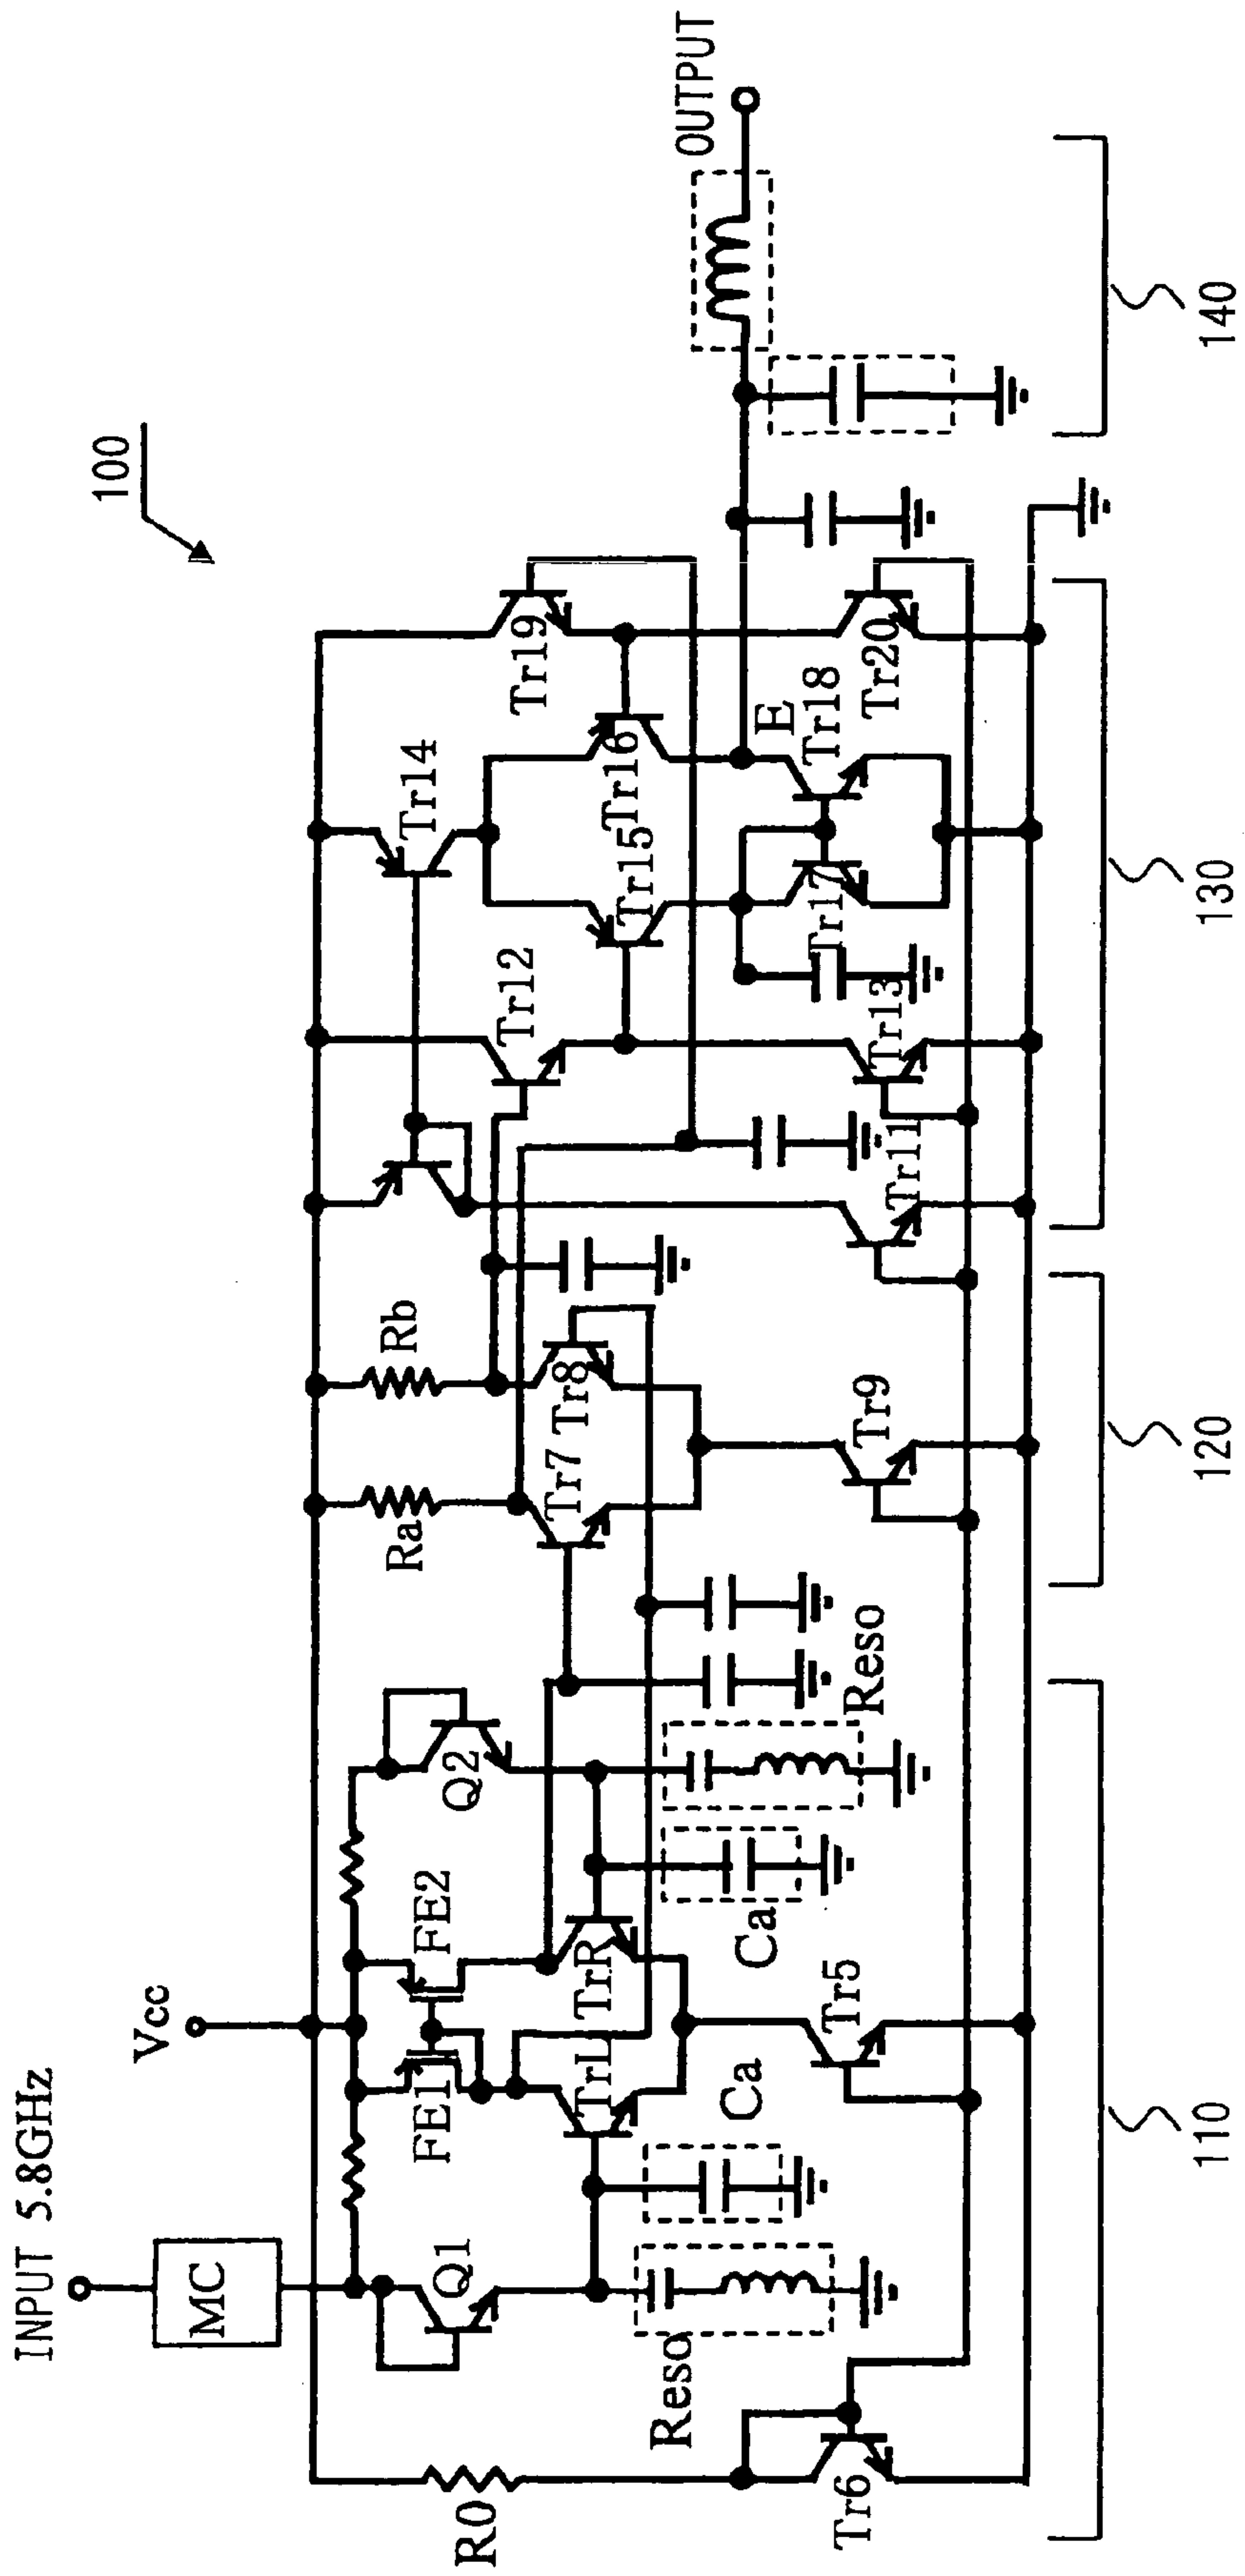 100
INPUT 5.8GHz
MC
Vcc
OUTPUT
R0
Tr6
Q1
Reso
FE1
FE2
TrL
TrR
Ca
Ca
Tr5
Q2
Reso
Ra
Rb
Tr7
Tr8
Tr9
Tr11
Tr12
Tr13
Tr14
Tr15
Tr16
Tr17
Tr18
E
Tr19
Tr20
110
120
130
140